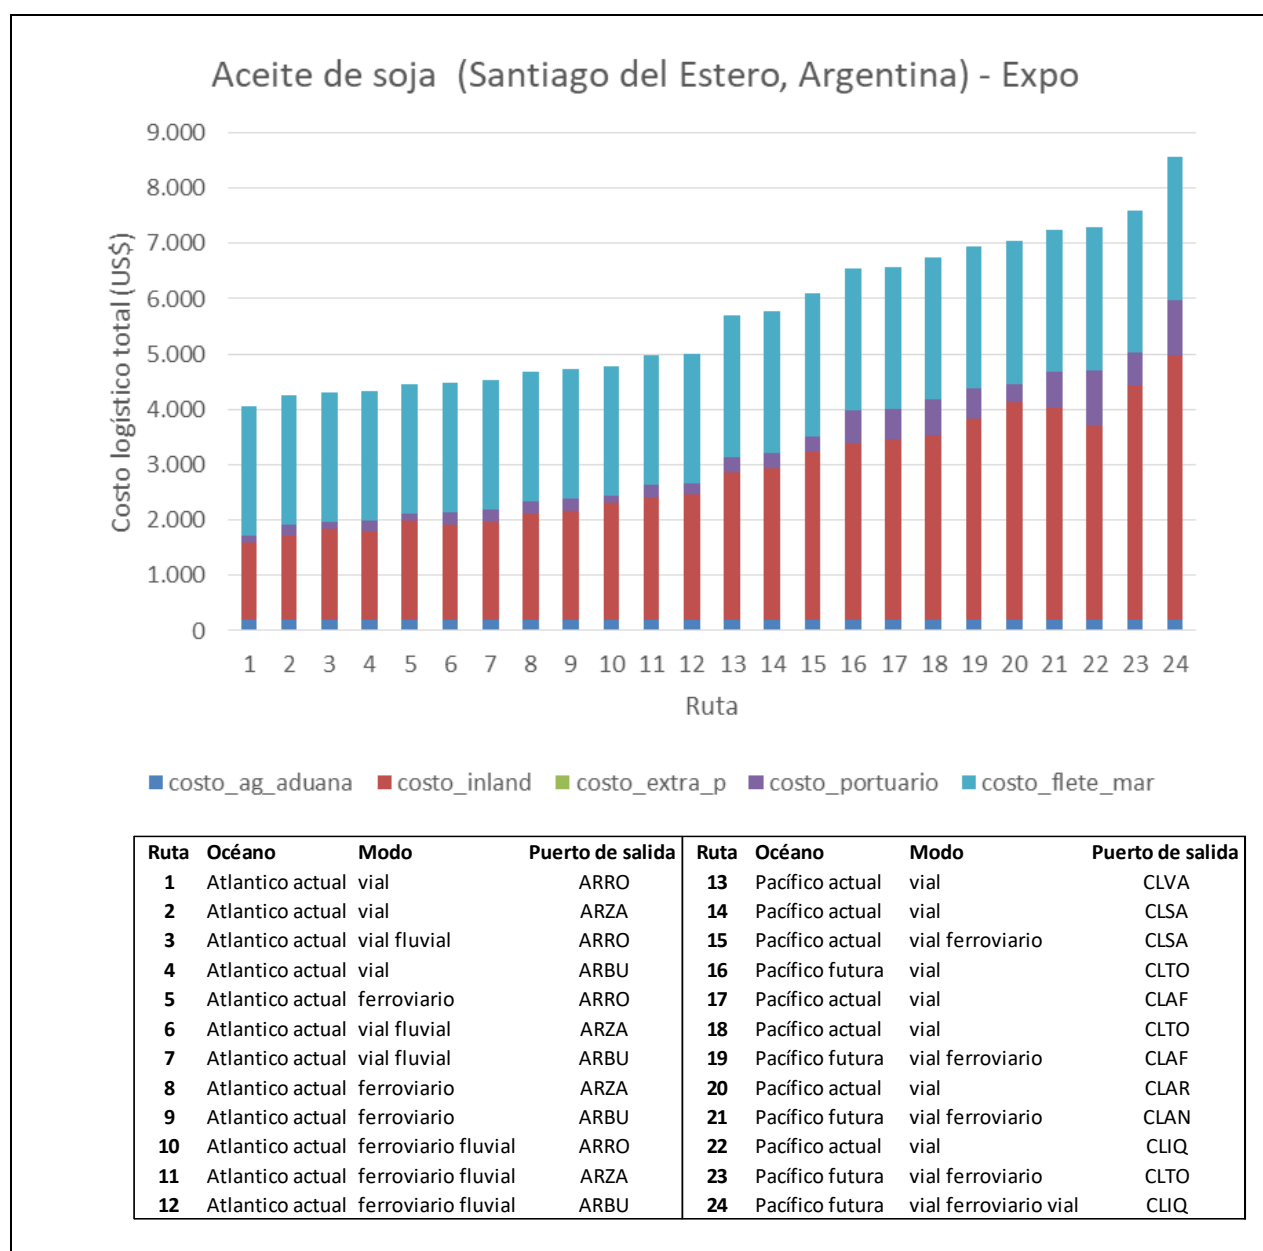 Aceite de soja (Santiago del Estero, Argentina) - Expo
9.000
8.000
7.000
6.000
5.000
4.000
3.000
2.000
1.000
0
Costo logístico total (US$)
1 2 3 4 5 6 7 8 9 10 11 12 13 14 15 16 17 18 19 20 21 22 23 24
Ruta
costo_ag_aduana costo_inland costo_extra_p costo_portuario costo_flete_mar
Ruta Océano Modo Puerto de salida Ruta Océano Modo Puerto de salida
1 Atlantico actual vial ARRO 13 Pacífico actual vial CLVA
2 Atlantico actual vial ARZA 14 Pacífico actual vial CLSA
3 Atlantico actual vial fluvial ARRO 15 Pacífico actual vial ferroviario CLSA
4 Atlantico actual vial ARBU 16 Pacífico futura vial CLTO
5 Atlantico actual ferroviario ARRO 17 Pacífico actual vial CLAF
6 Atlantico actual vial fluvial ARZA 18 Pacífico actual vial CLTO
7 Atlantico actual vial fluvial ARBU 19 Pacífico futura vial ferroviario CLAF
8 Atlantico actual ferroviario ARZA 20 Pacífico actual vial CLAR
9 Atlantico actual ferroviario ARBU 21 Pacífico futura vial ferroviario CLAN
10 Atlantico actual ferroviario fluvial ARRO 22 Pacífico actual vial CLIQ
11 Atlantico actual ferroviario fluvial ARZA 23 Pacífico futura vial ferroviario CLTO
12 Atlantico actual ferroviario fluvial ARBU 24 Pacífico futura vial ferroviario vial CLIQ